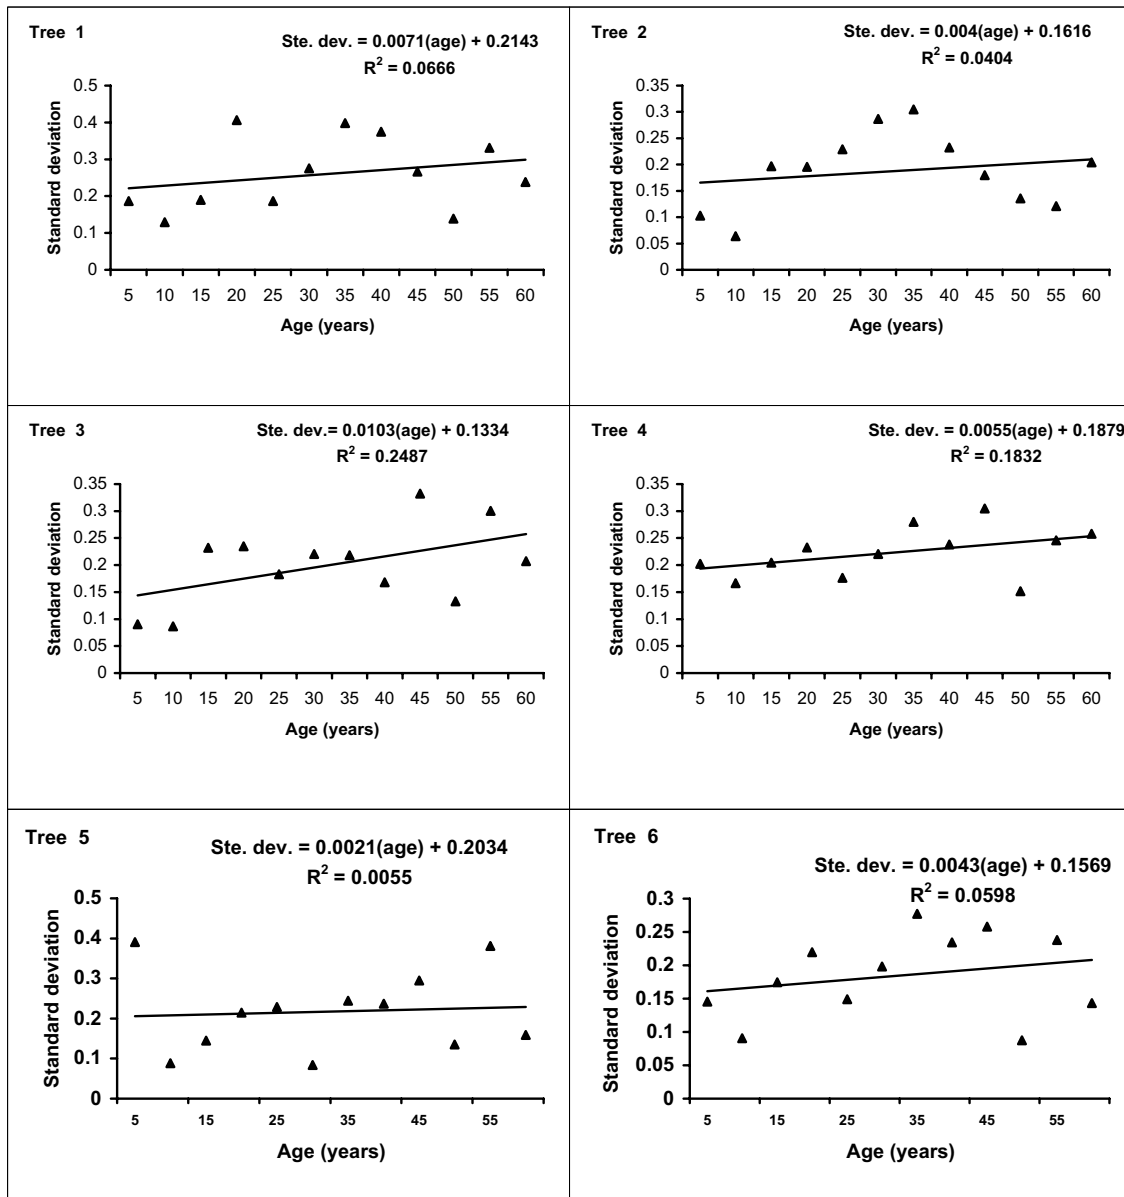 Tree 1
Ste. dev. = 0.0071(age) + 0.2143
R² = 0.0666
Standard deviation
0.5
0.4
0.3
0.2
0.1
0
5 10 15 20 25 30 35 40 45 50 55 60
Age (years)
Tree 2
Ste. dev. = 0.004(age) + 0.1616
R² = 0.0404
Standard deviation
0.35
0.3
0.25
0.2
0.15
0.1
0.05
0
5 10 15 20 25 30 35 40 45 50 55 60
Age (years)
Tree 3
Ste. dev.= 0.0103(age) + 0.1334
R² = 0.2487
Standard deviation
0.35
0.3
0.25
0.2
0.15
0.1
0.05
0
5 10 15 20 25 30 35 40 45 50 55 60
Age (years)
Tree 4
Ste. dev.= 0.0055(age) + 0.1879
R² = 0.1832
Standard deviation
0.35
0.3
0.25
0.2
0.15
0.1
0.05
0
5 10 15 20 25 30 35 40 45 50 55 60
Age (years)
Tree 5
Ste. dev. = 0.0021(age) + 0.2034
R² = 0.0055
Standard deviation
0.5
0.4
0.3
0.2
0.1
0
5 15 25 35 45 55
Age (years)
Tree 6
Ste. dev. = 0.0043(age) + 0.1569
R² = 0.0598
Standard deviation
0.3
0.25
0.2
0.15
0.1
0.05
0
5 15 25 35 45 55
Age (years)